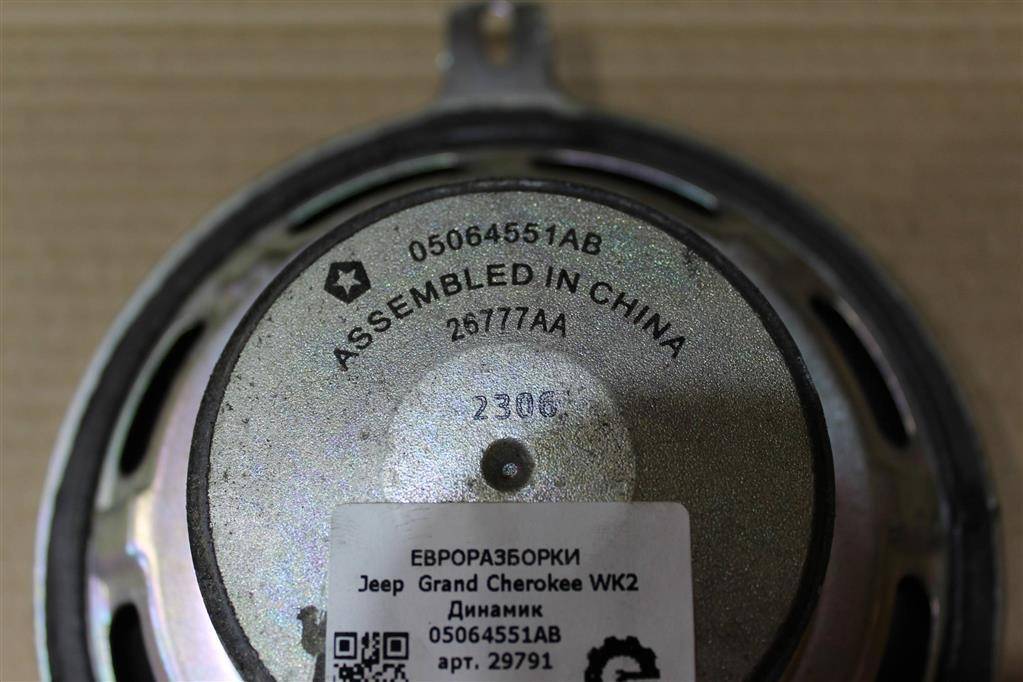 05064551AB
ASSEMBLED IN CHINA
26777AA
2306
ЕВРОРАЗБОРКИ
Jeep Grand Cherokee WK2
Динамик
05064551AB
арт. 29791